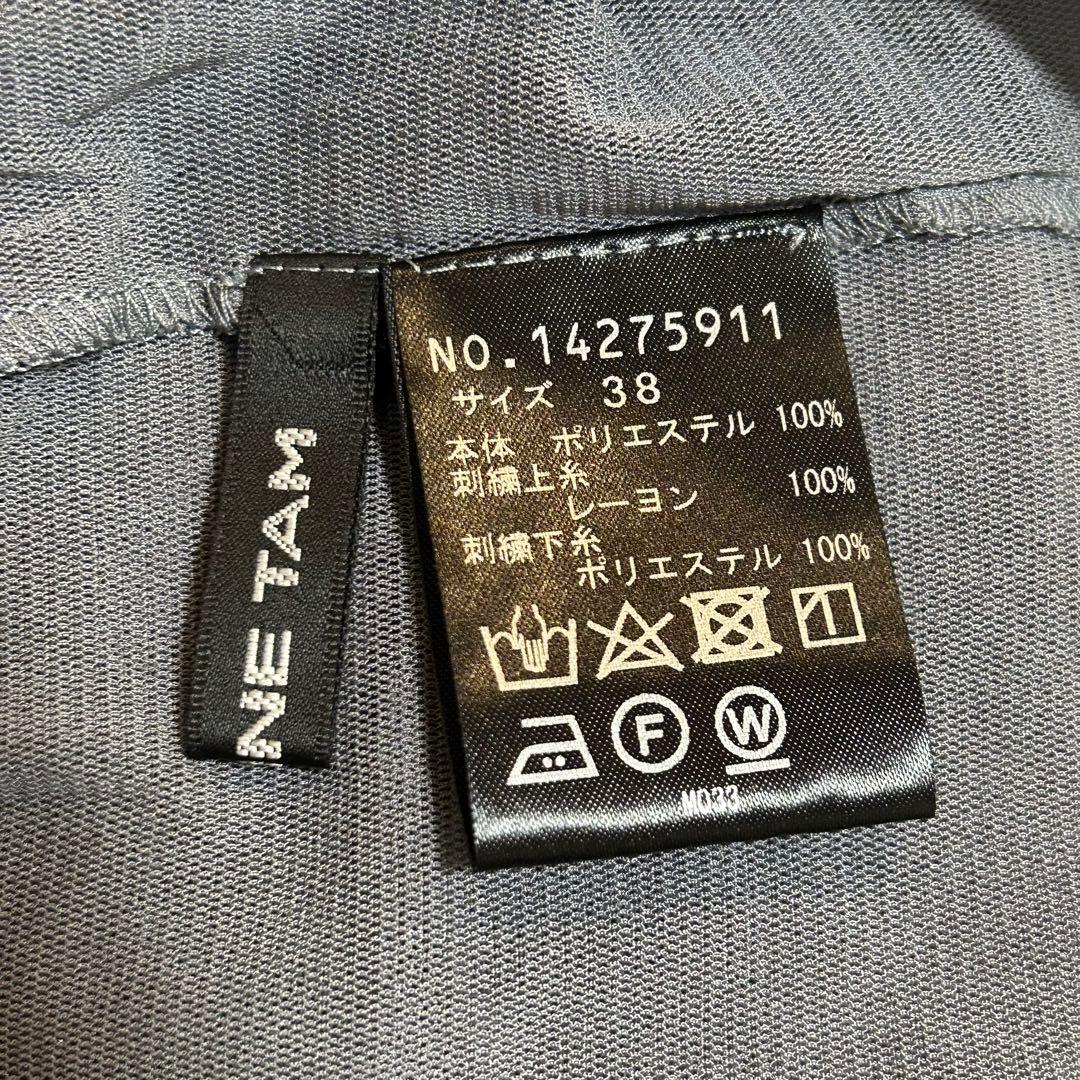 NE TAM
NO.14275911
サイズ 38
本体 ポリエステル 100%
刺繍上糸
レーヨン 100%
刺繍下糸
ポリエステル 100%
F W
M033